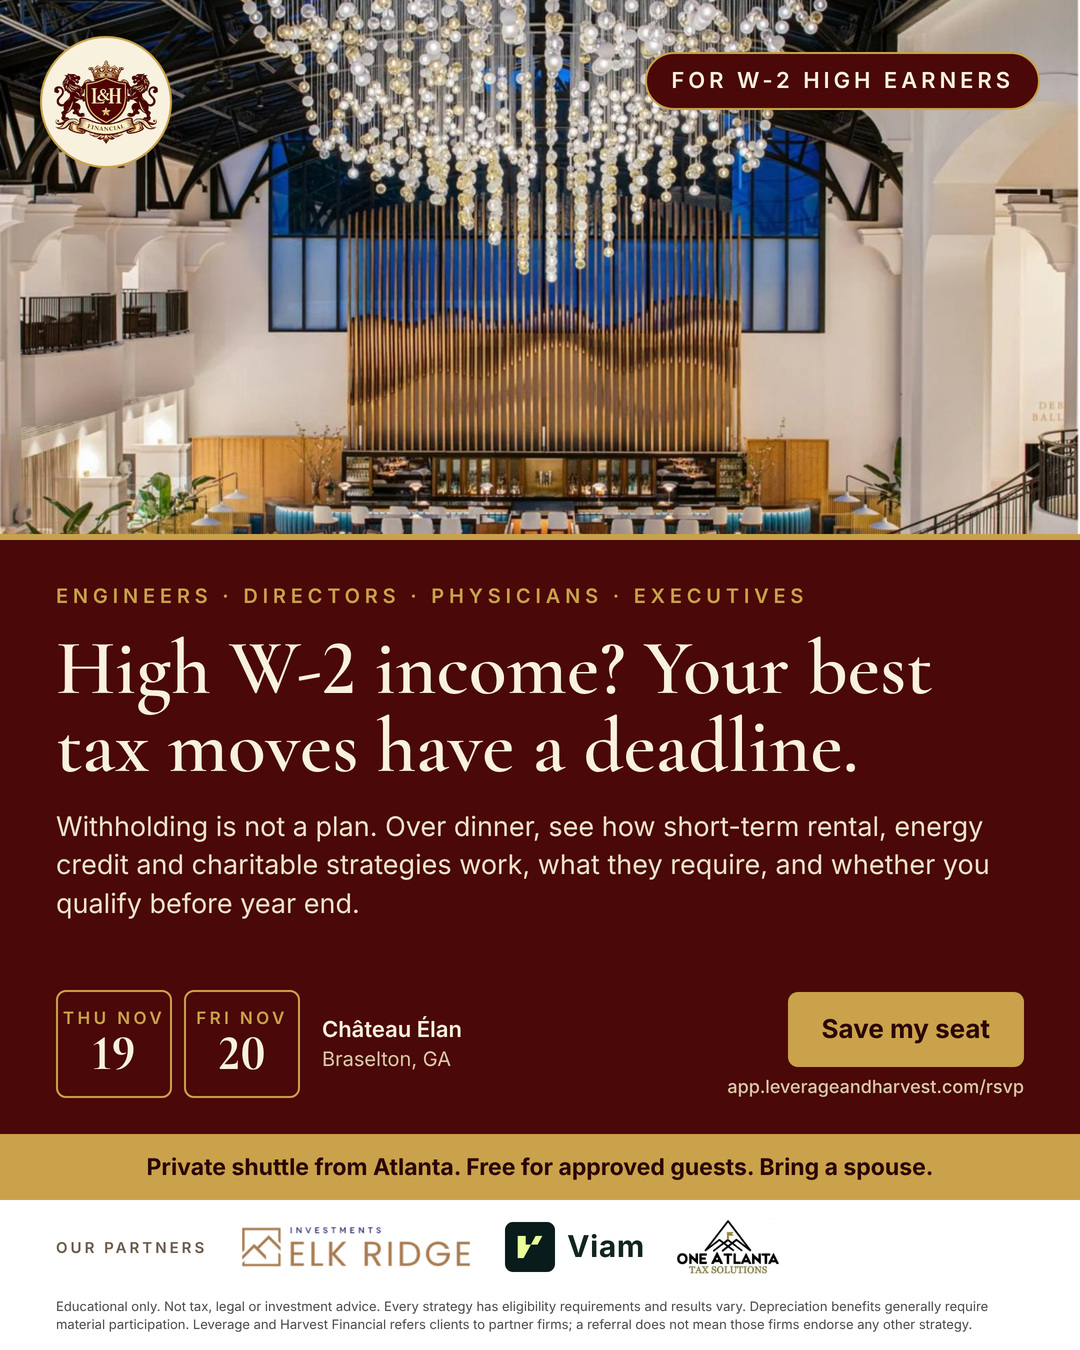 L&H
FINANCIAL
FOR W-2 HIGH EARNERS
ENGINEERS · DIRECTORS · PHYSICIANS · EXECUTIVES
High W-2 income? Your best
tax moves have a deadline.
Withholding is not a plan. Over dinner, see how short-term rental, energy
credit and charitable strategies work, what they require, and whether you
qualify before year end.
THU NOV
19
FRI NOV
20
Château Élan
Braselton, GA
Save my seat
app.leverageandharvest.com/rsvp
Private shuttle from Atlanta. Free for approved guests. Bring a spouse.
OUR PARTNERS
INVESTMENTS
ELK RIDGE
Viam
ONE ATLANTA
TAX SOLUTIONS
Educational only. Not tax, legal or investment advice. Every strategy has eligibility requirements and results vary. Depreciation benefits generally require
material participation. Leverage and Harvest Financial refers clients to partner firms; a referral does not mean those firms endorse any other strategy.